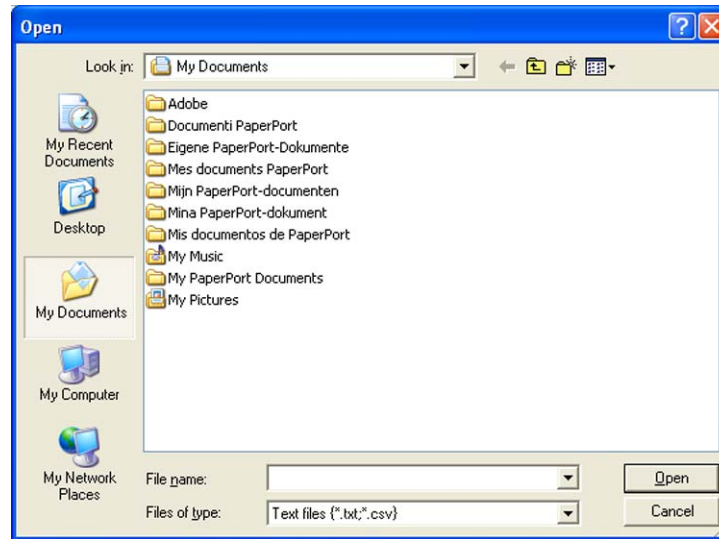 Open
Look in: My Documents
My Recent
Documents
Desktop
My Documents
My Computer
My Network
Places
Adobe
Documenti PaperPort
Eigene PaperPort-Dokumente
Mes documents PaperPort
Mijn PaperPort-documenten
Mina PaperPort-dokument
Mis documentos de PaperPort
My Music
My PaperPort Documents
My Pictures
File name:
Open
Files of type: Text files {*.txt;*.csv}
Cancel